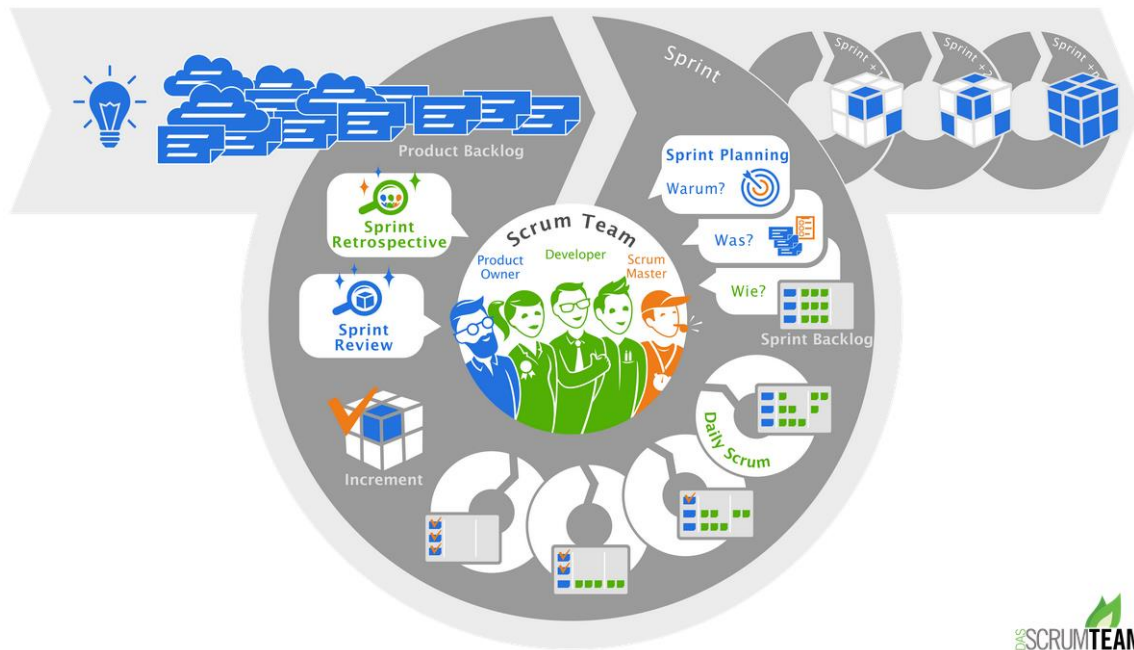 Sprint
Sprint +1
Sprint +2
Sprint +n
Product Backlog
Sprint Planning
Warum?
Was?
Wie?
Sprint Backlog
Sprint
Retrospective
Sprint
Review
Scrum Team
Product
Owner
Developer
Scrum
Master
Daily Scrum
Increment
DAS SCRUMTEAM